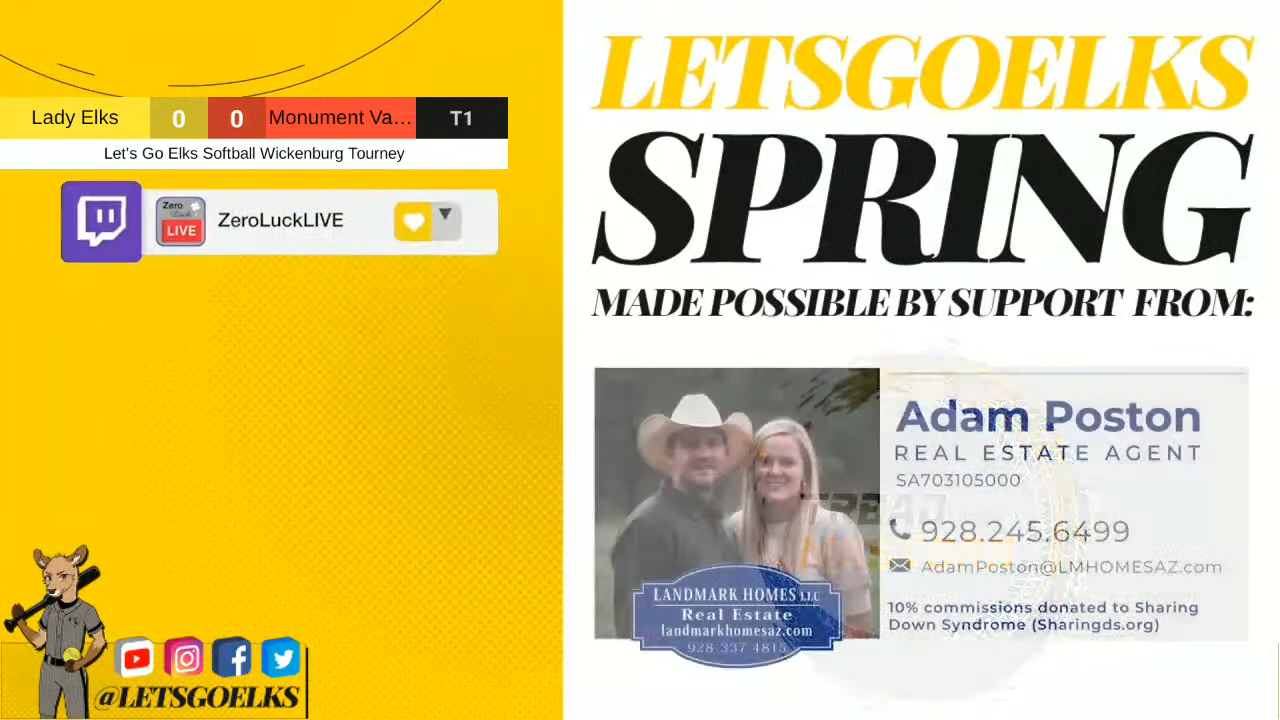 Lady Elks 0 0 Monument Va... T1
Let's Go Elks Softball Wickenburg Tourney
Zero
Luck
LIVE
ZeroLuckLIVE
@LETSGOELKS
LETSGOELKS
SPRING
MADE POSSIBLE BY SUPPORT FROM:
Adam Poston
REAL ESTATE AGENT
SA703105000
928.245.6499
AdamPoston@LMHOMESAZ.com
10% commissions donated to Sharing
Down Syndrome (Sharingds.org)
LANDMARK HOMES LLC
Real Estate
landmarkhomesaz.com
928-337-4815